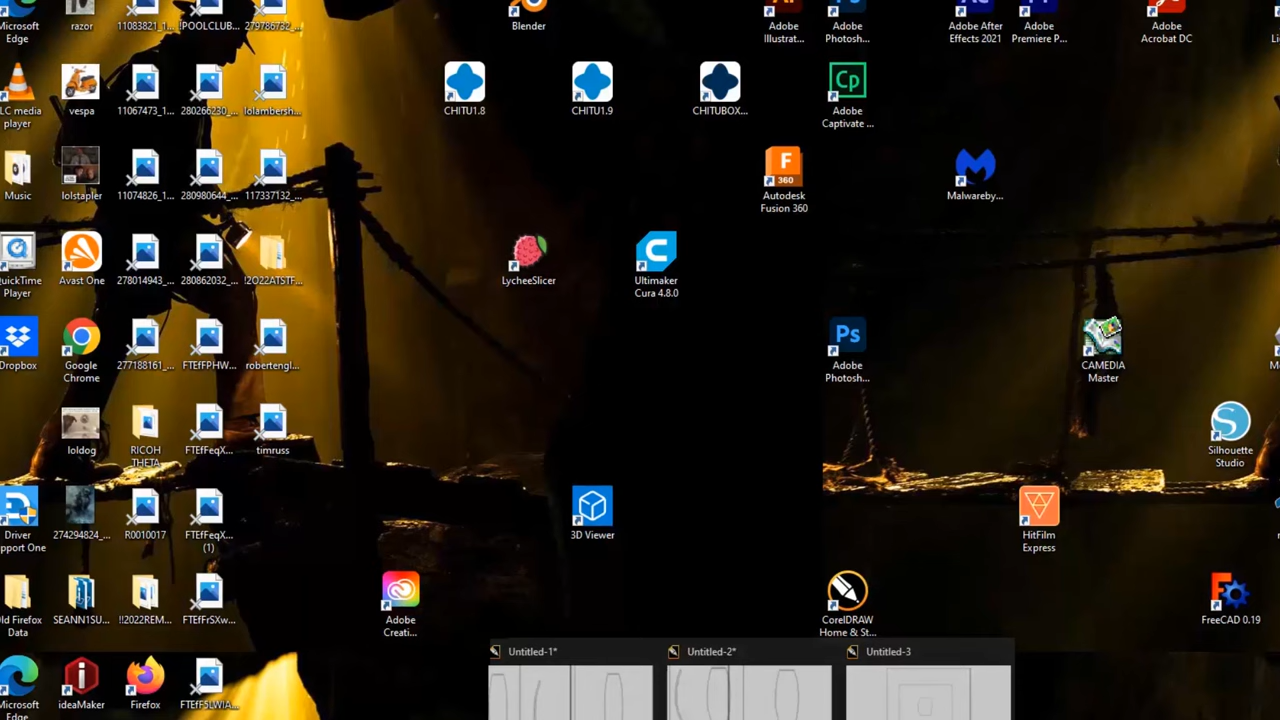 Microsoft
Edge
razor
11083821_1...
!POOLCLUB...
279786732_...
Blender
Adobe
Illustrat...
Adobe
Photosh...
Adobe After
Effects 2021
Adobe
Premiere P...
Adobe
Acrobat DC
LC media
player
vespa
11067473_1...
280266230_...
lolambersh...
CHITU1.8
CHITU1.9
CHITUBOX...
Cp
Adobe
Captivate ...
Music
lolstapler
11074826_1...
280980644_...
117337132_...
F
360
Autodesk
Fusion 360
Malwareby...
QuickTime
Player
Avast One
278014943_...
280862032_...
!2O22ATSTF...
LycheeSlicer
Ultimaker
Cura 4.8.0
Dropbox
Google
Chrome
277188161_...
FTEfFPHW...
robertengl...
Ps
Adobe
Photosh...
CAMEDIA
Master
loldog
RICOH
THETA
FTEfFeqX...
timruss
Silhouette
Studio
Driver
pport One
274294824_...
R0010017
FTEfFeqX...
(1)
3D Viewer
HitFilm
Express
ld Firefox
Data
SEANN1SU...
!!2022REM...
FTEfFrSXw...
Adobe
Creati...
CorelDRAW
Home & St...
FreeCAD 0.19
Untitled-1*
Untitled-2*
Untitled-3
Microsoft
Edge
ideaMaker
Firefox
FTEfF5LWIA...